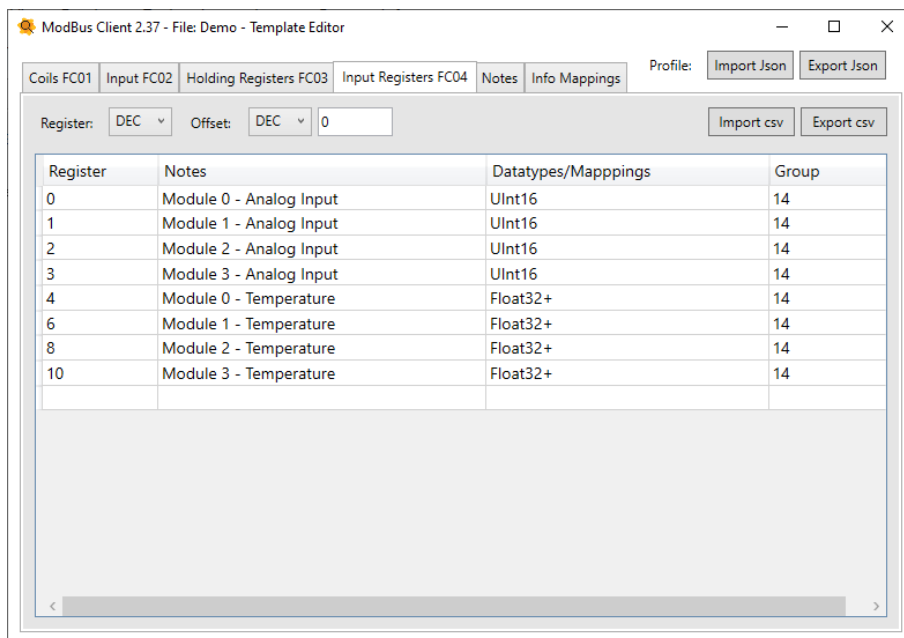 ModBus Client 2.37 - File: Demo - Template Editor
Coils FC01 Input FC02 Holding Registers FC03 Input Registers FC04 Notes Info Mappings Profile: Import Json Export Json
Register: DEC Offset: DEC 0 Import csv Export csv
Register Notes Datatypes/Mapppings Group
0 Module 0 - Analog Input UInt16 14
1 Module 1 - Analog Input UInt16 14
2 Module 2 - Analog Input UInt16 14
3 Module 3 - Analog Input UInt16 14
4 Module 0 - Temperature Float32+ 14
6 Module 1 - Temperature Float32+ 14
8 Module 2 - Temperature Float32+ 14
10 Module 3 - Temperature Float32+ 14